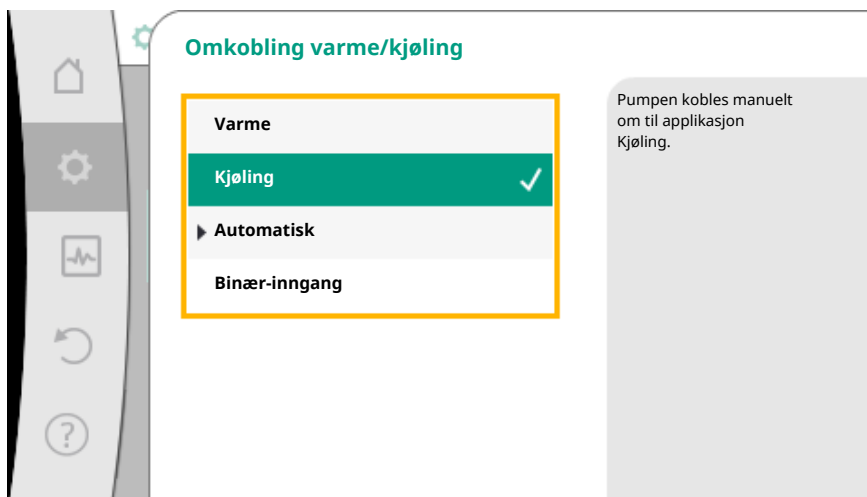 Omkobling varme/kjøling
Varme
Kjøling
Automatisk
Binær-inngang
Pumpen kobles manuelt
om til applikasjon
Kjøling.